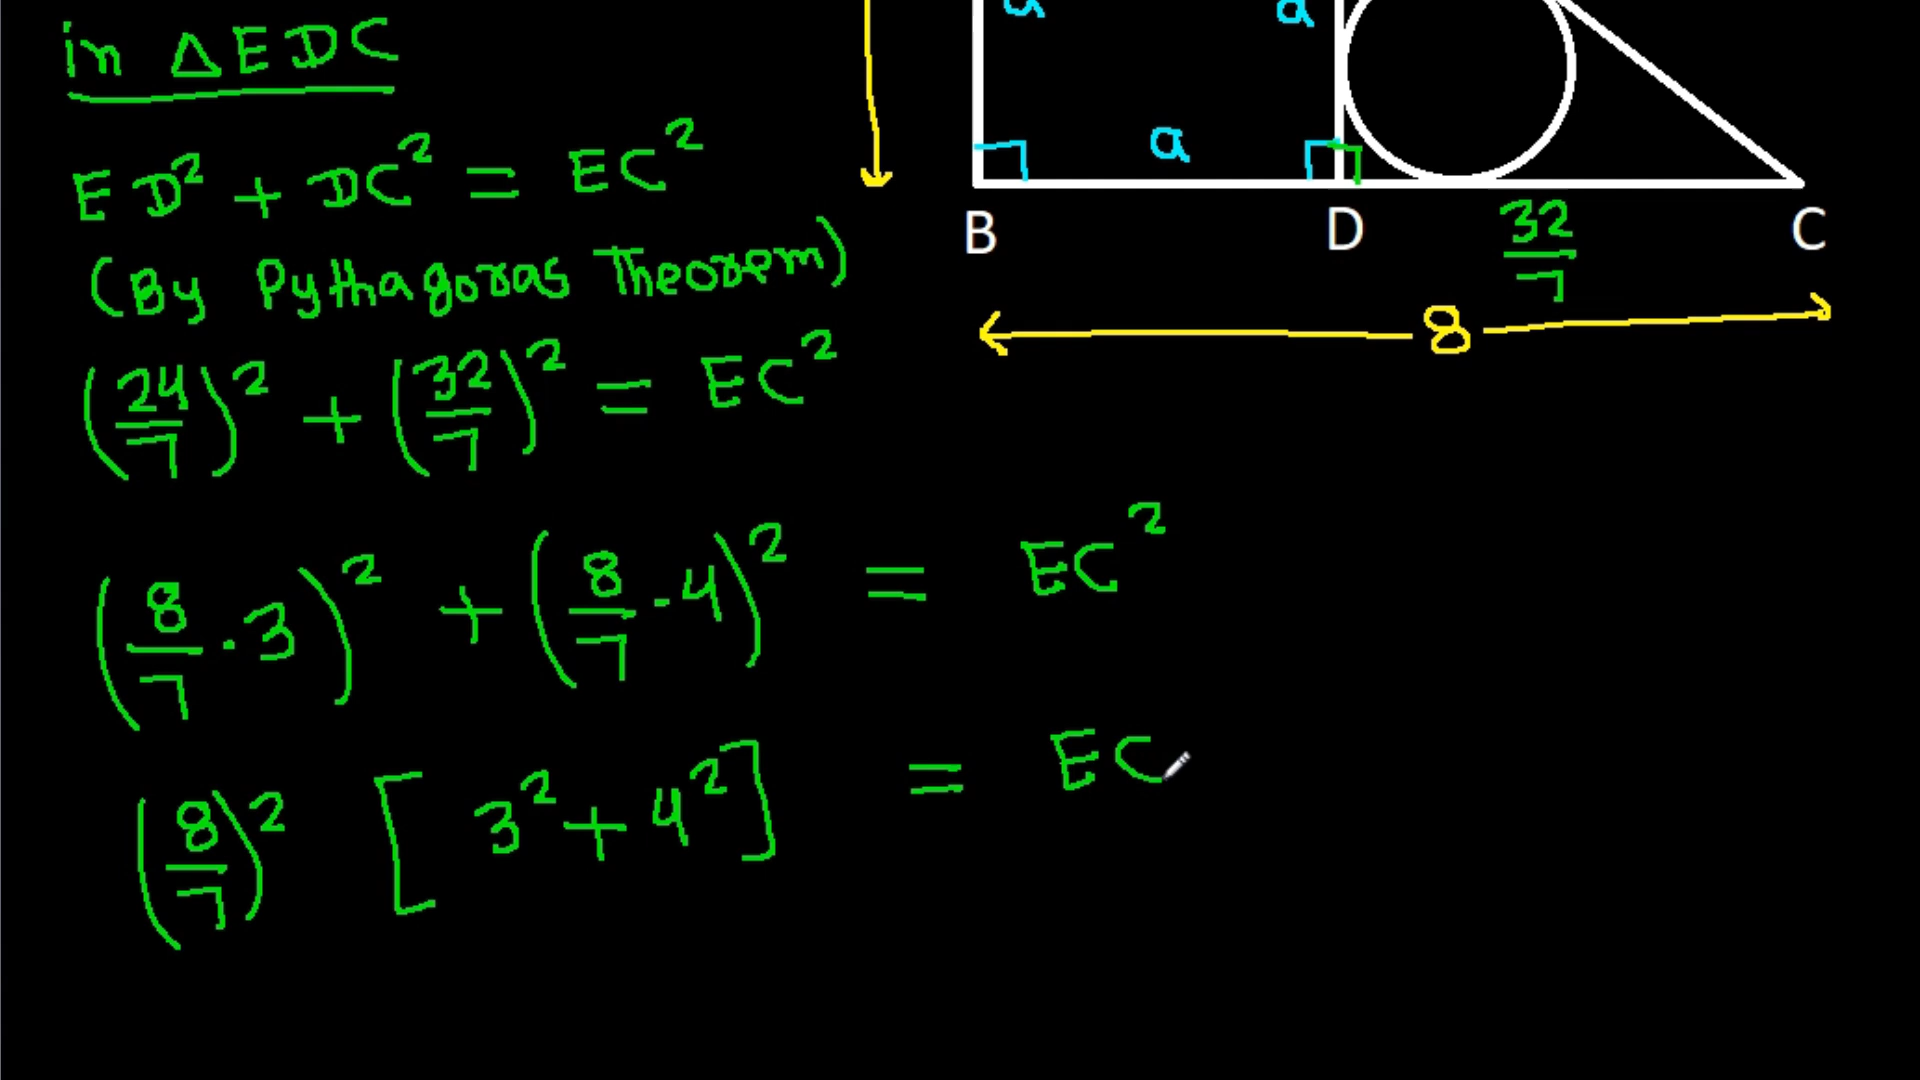 in △EDC
ED² + DC² = EC²
(By Pythagoras Theorem)
(24/7)² + (32/7)² = EC²
(8/7 · 3)² + (8/7 · 4)² = EC²
(8/7)² [3² + 4²] = EC
a
a
a
B D C
32/7
8